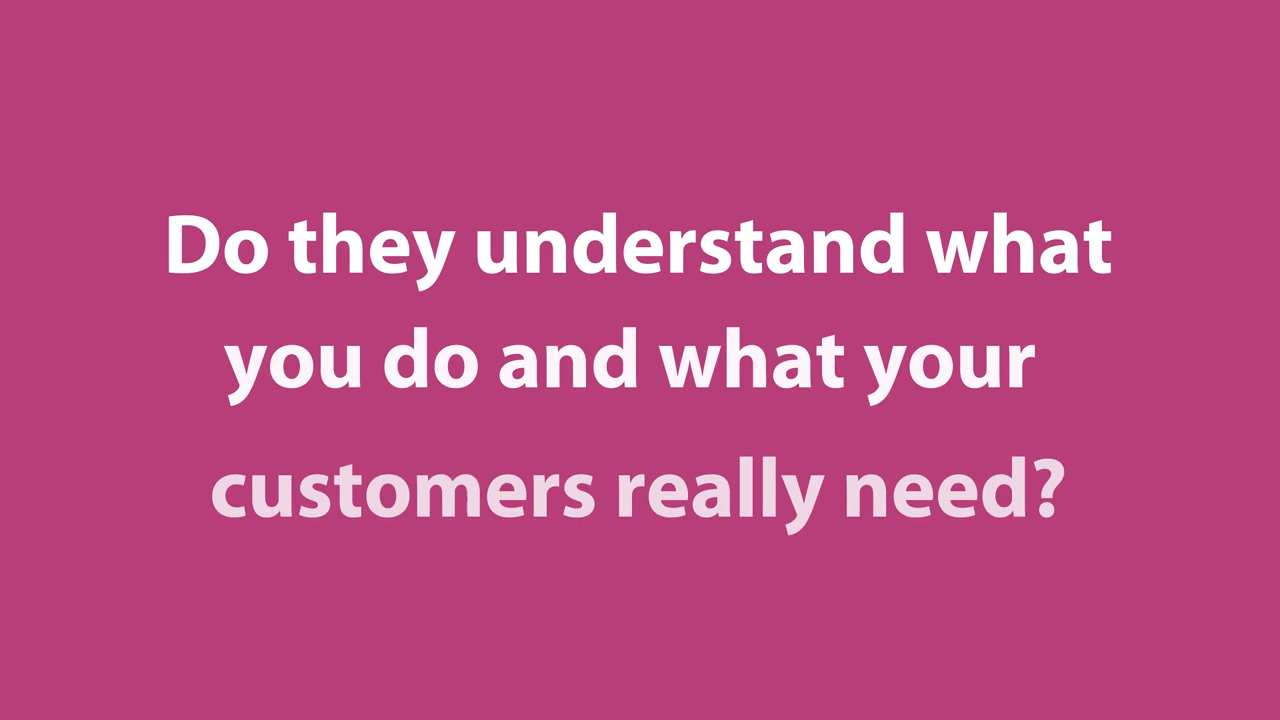 Do they understand what
you do and what your
customers really need?